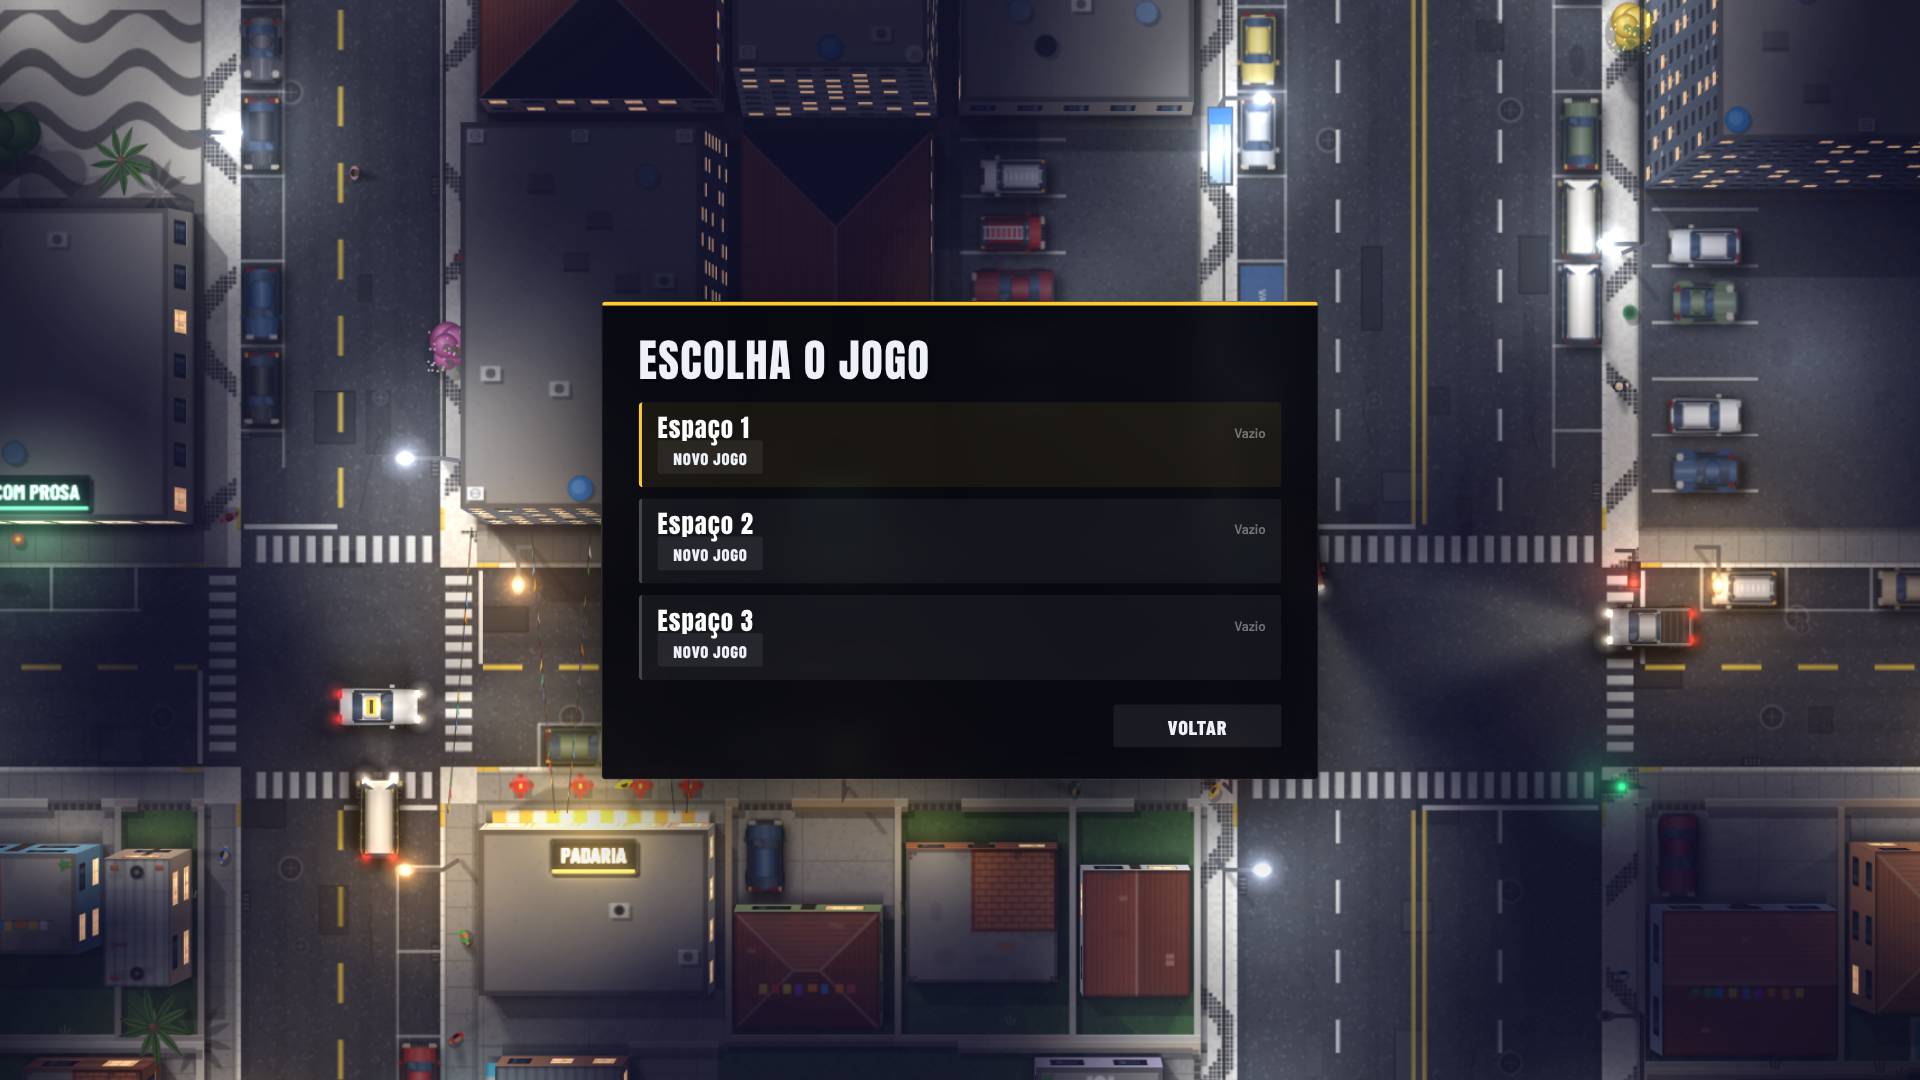 ESCOLHA O JOGO
Espaço 1
Vazio
NOVO JOGO
Espaço 2
Vazio
NOVO JOGO
Espaço 3
Vazio
NOVO JOGO
VOLTAR
COM PROSA
PADARIA